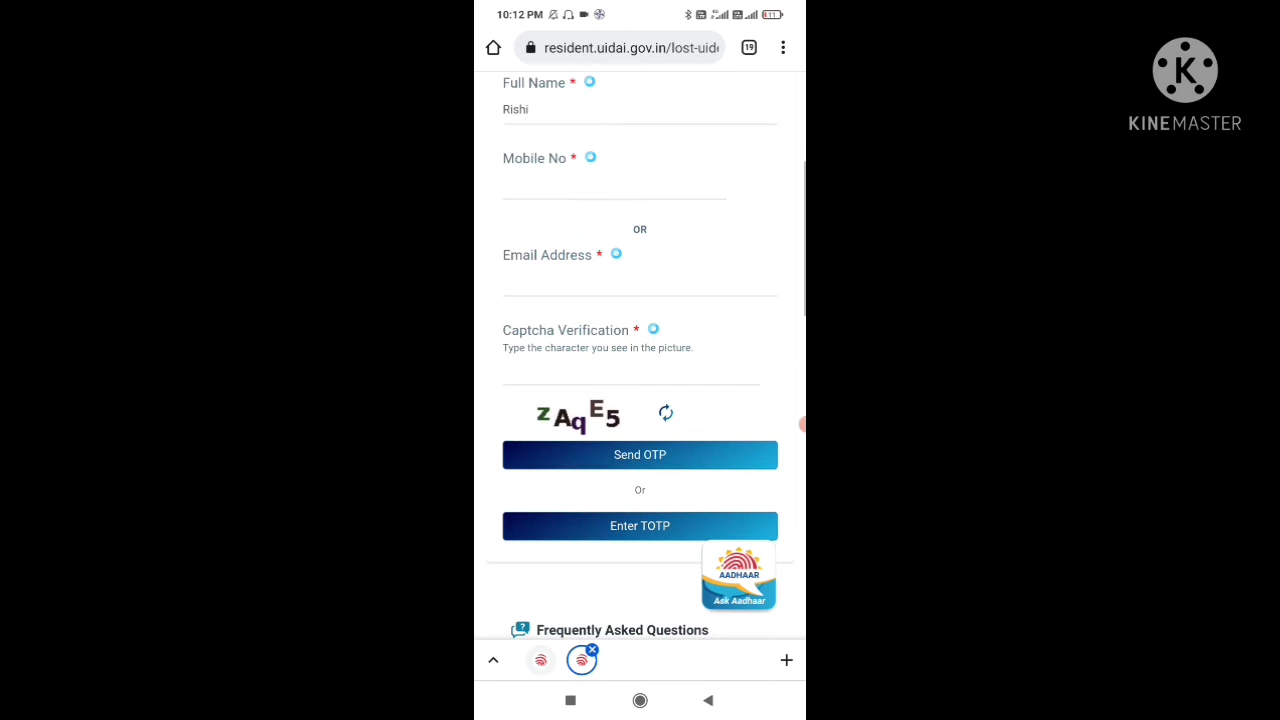 10:12 PM
11
resident.uidai.gov.in/lost-uid
19
Full Name *
Rishi
Mobile No *
OR
Email Address *
Captcha Verification *
Type the character you see in the picture.
zAqE5
Send OTP
Or
Enter TOTP
AADHAAR
Ask Aadhaar
Frequently Asked Questions
K
KINEMASTER